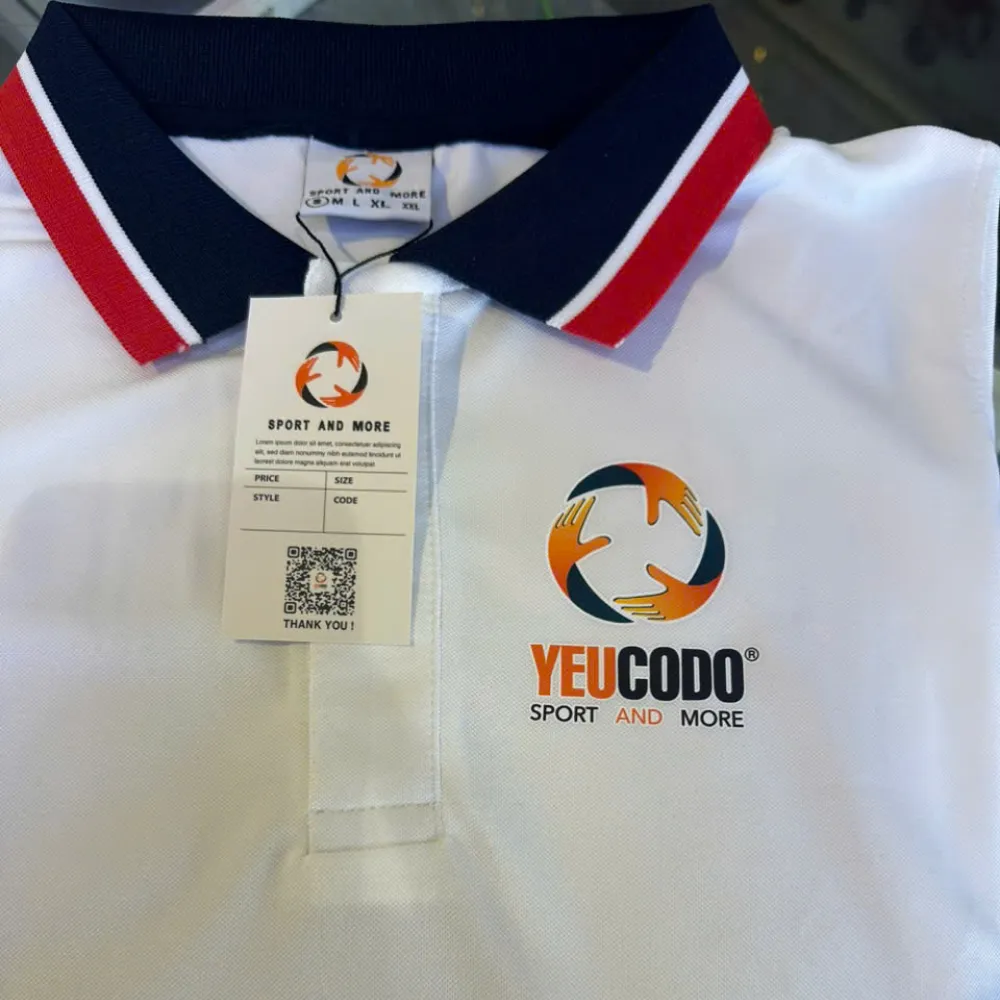 SPORT AND MORE
S M L XL XXL
SPORT AND MORE
Lorem ipsum dolor sit amet, consectetuer adipiscing
elit, sed diam nonummy nibh euismod tincidunt ut
laoreet dolore magna aliquam erat volutpat
PRICE SIZE
STYLE CODE
THANK YOU !
YEUCODO®
SPORT AND MORE